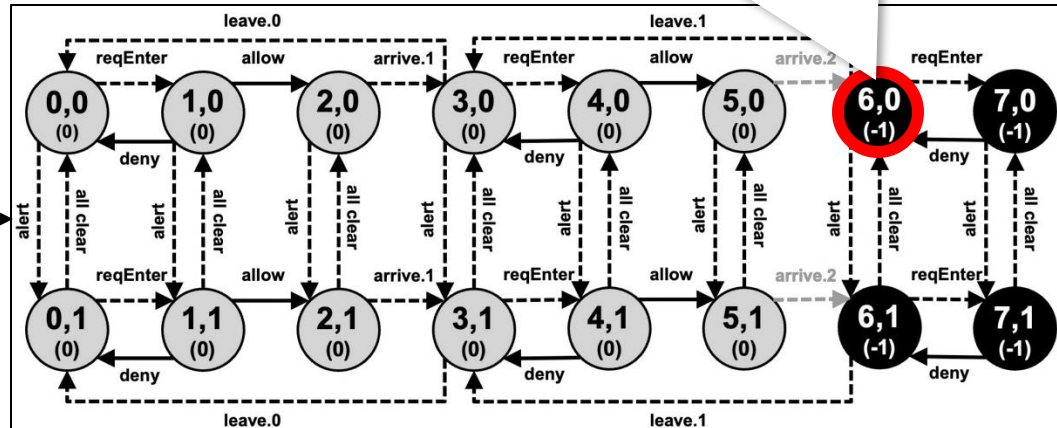 leave.0 leave.1
reqEnter allow arrive.1 reqEnter allow arrive.2 reqEnter
0,0 1,0 2,0 3,0 4,0 5,0 6,0 7,0
(0) (0) (0) (0) (0) (0) (-1) (-1)
deny deny deny
alert all clear alert all clear alert all clear alert all clear alert all clear alert all clear alert all clear alert all clear
reqEnter allow arrive.1 reqEnter allow arrive.2 reqEnter
0,1 1,1 2,1 3,1 4,1 5,1 6,1 7,1
(0) (0) (0) (0) (0) (0) (-1) (-1)
deny deny deny
leave.0 leave.1